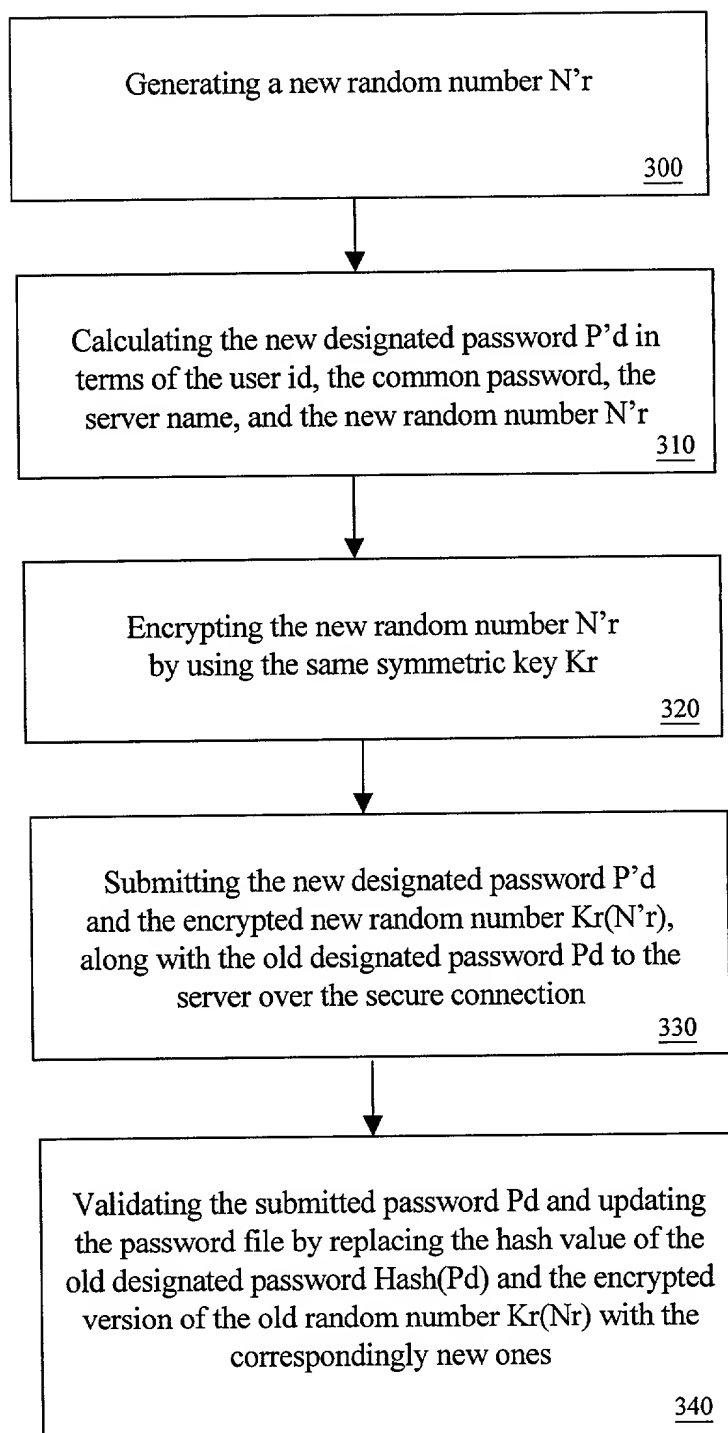 Generating a new random number N’r
300
Calculating the new designated password P’d in
terms of the user id, the common password, the
server name, and the new random number N’r
310
Encrypting the new random number N’r
by using the same symmetric key Kr
320
Submitting the new designated password P’d
and the encrypted new random number Kr(N’r),
along with the old designated password Pd to the
server over the secure connection
330
Validating the submitted password Pd and updating
the password file by replacing the hash value of the
old designated password Hash(Pd) and the encrypted
version of the old random number Kr(Nr) with the
correspondingly new ones
340